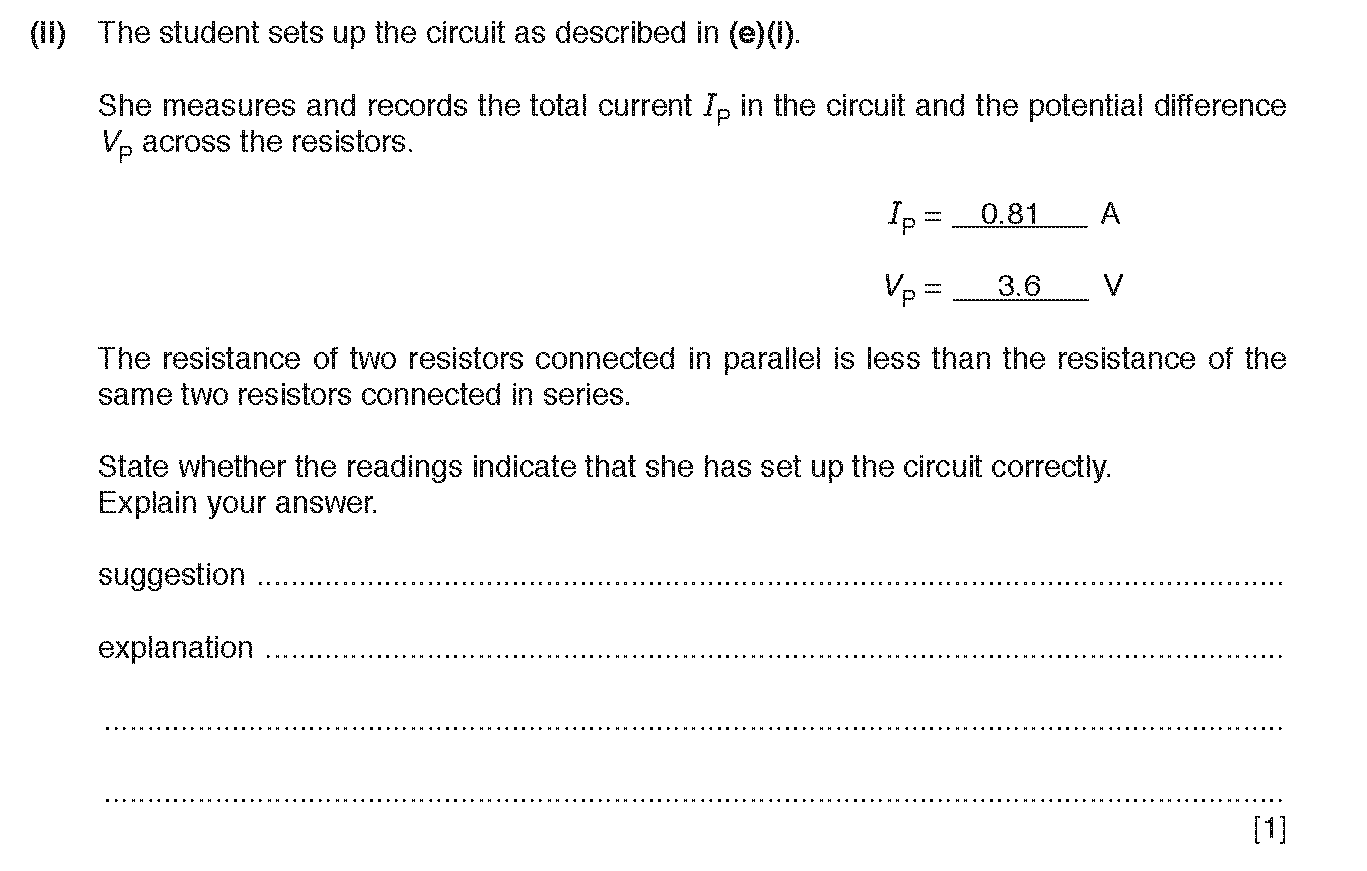 (ii) The student sets up the circuit as described in (e)(i).
She measures and records the total current I_P in the circuit and the potential difference
V_P across the resistors.
I_P = 0.81 A
V_P = 3.6 V
The resistance of two resistors connected in parallel is less than the resistance of the
same two resistors connected in series.
State whether the readings indicate that she has set up the circuit correctly.
Explain your answer.
suggestion ..........
explanation ..........
..........
..........
[1]